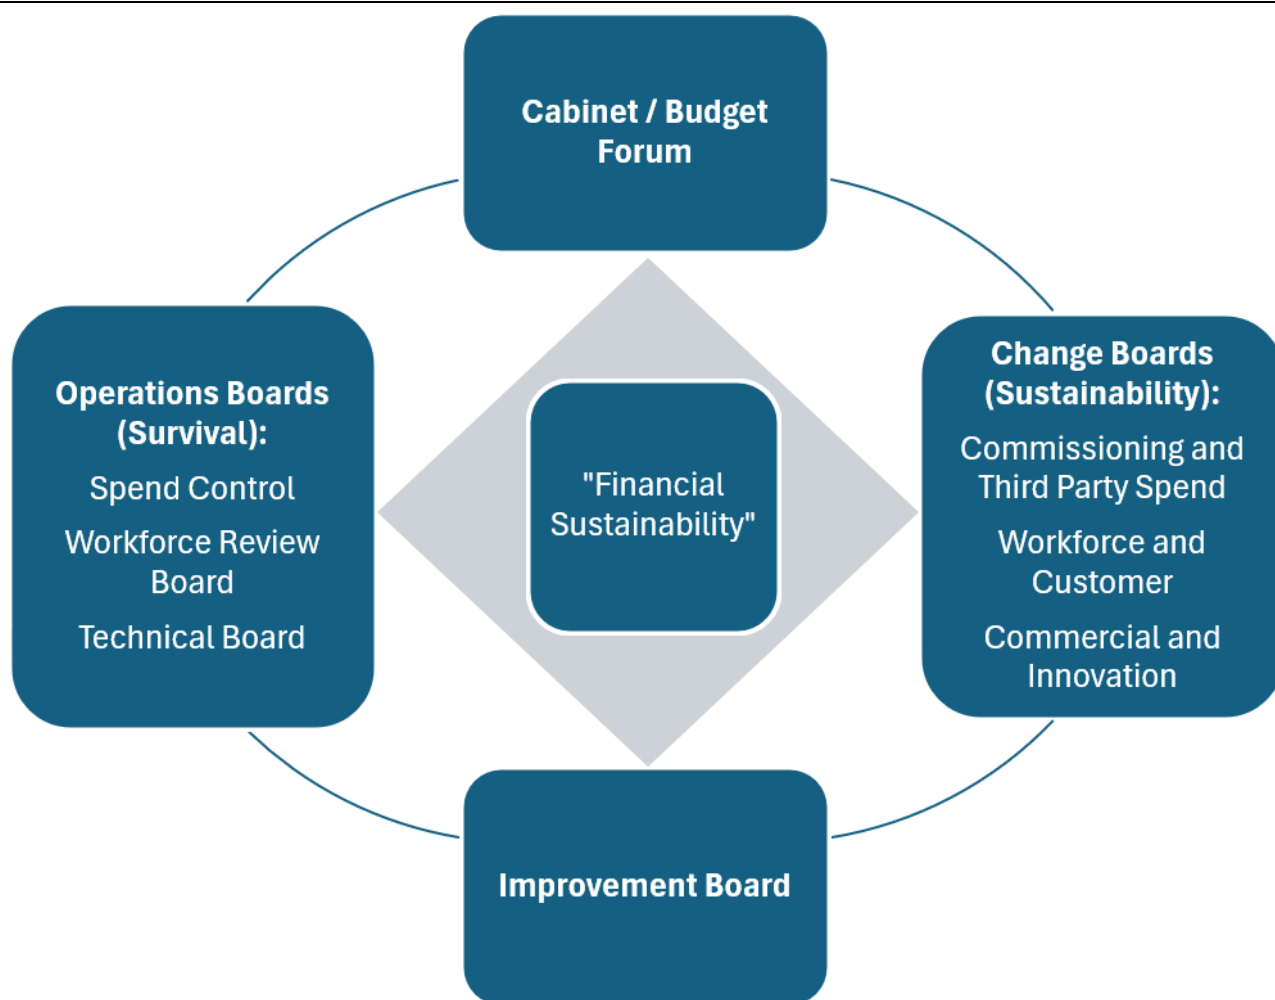 Cabinet / Budget
Forum
Operations Boards
(Survival):
Spend Control
Workforce Review
Board
Technical Board
"Financial
Sustainability"
Change Boards
(Sustainability):
Commissioning and
Third Party Spend
Workforce and
Customer
Commercial and
Innovation
Improvement Board